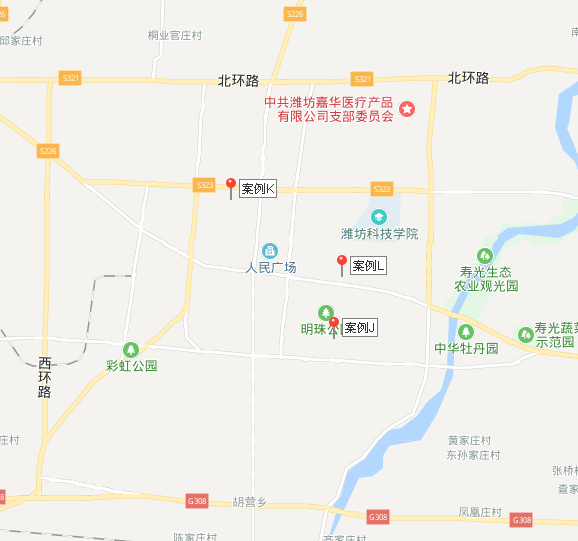 S226
26
邱家庄村
桐业官庄村
S321
北环路
S321
北环路
中共潍坊嘉华医疗产品
有限公司支部委员会
S226
S323
案例K
S323
潍坊科技学院
人民广场
案例L
寿光生态
农业观光园
明珠公
案例J
寿光蔬菜
示范园
中华牡丹园
彩虹公园
西环路
庄村
黄家庄村
东孙家庄村
张桥村
查家
G308
胡营乡
G308
凤凰庄村
G308
陈家庄村